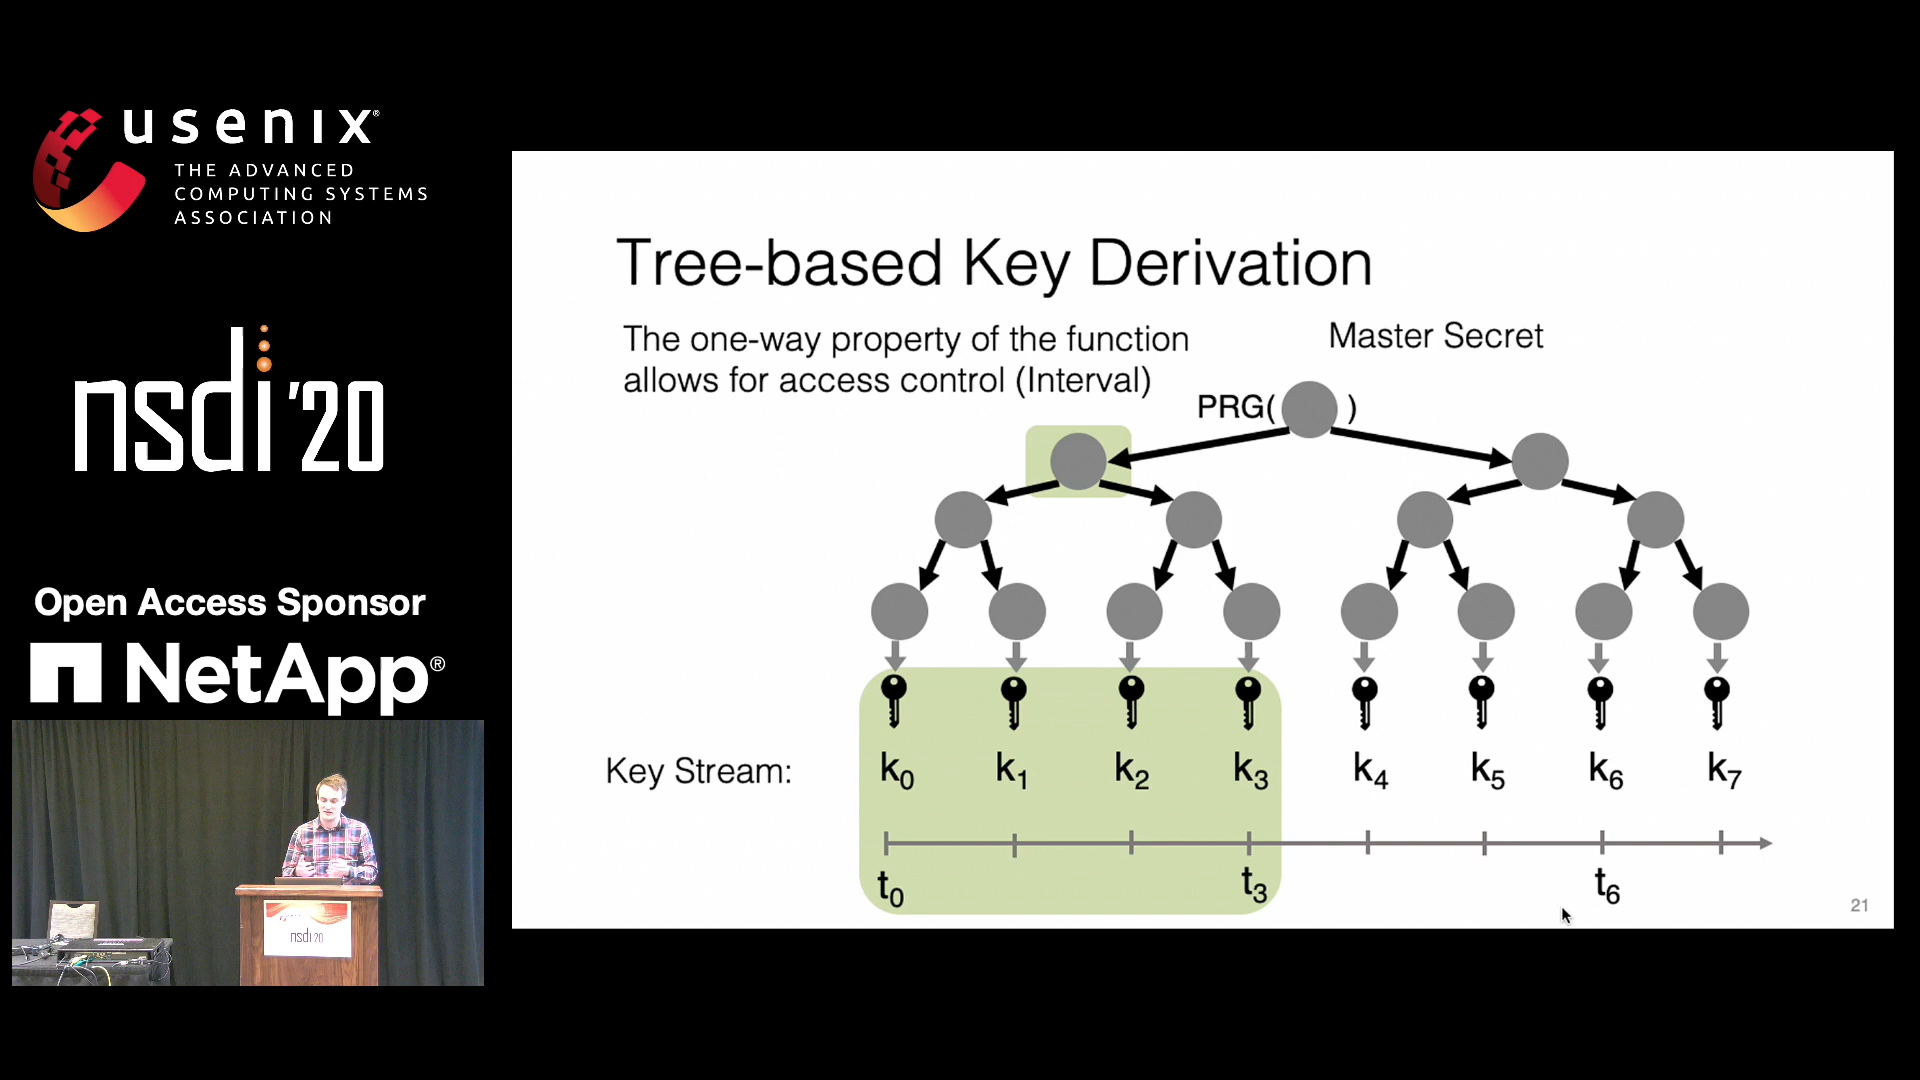 usenix®
THE ADVANCED
COMPUTING SYSTEMS
ASSOCIATION
nsdi '20
Open Access Sponsor
NetApp®
nsdi 20
Tree-based Key Derivation
The one-way property of the function
allows for access control (Interval)
Master Secret
PRG( )
Key Stream:
k0 k1 k2 k3 k4 k5 k6 k7
t0 t3 t6
21